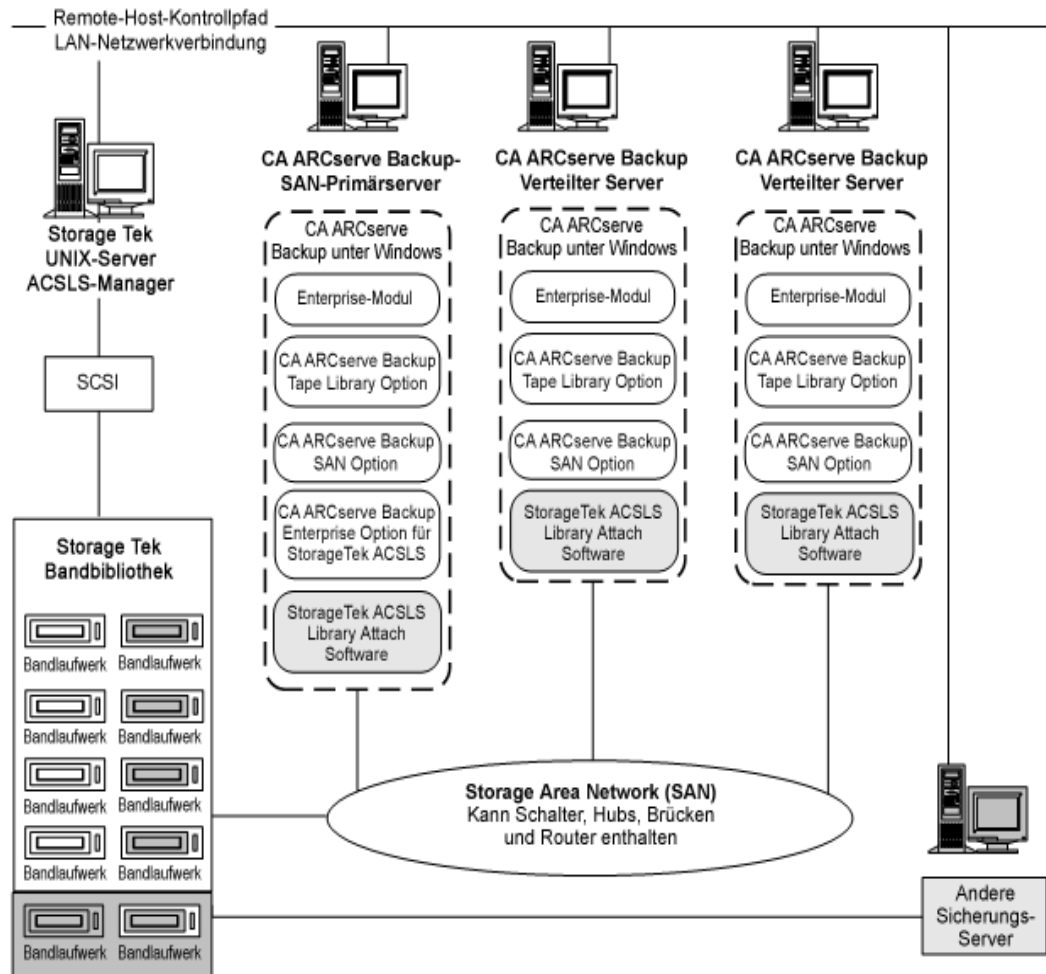 Remote-Host-Kontrollpfad
LAN-Netzwerkverbindung
Storage Tek
UNIX-Server
ACSLS-Manager
SCSI
Storage Tek
Bandbibliothek
Bandlaufwerk Bandlaufwerk
Bandlaufwerk Bandlaufwerk
Bandlaufwerk Bandlaufwerk
Bandlaufwerk Bandlaufwerk
Bandlaufwerk Bandlaufwerk
CA ARCserve Backup-
SAN-Primärserver
CA ARCserve
Backup unter Windows
Enterprise-Modul
CA ARCserve Backup
Tape Library Option
CA ARCserve Backup
SAN Option
CA ARCserve Backup
Enterprise Option für
StorageTek ACSLS
StorageTek ACSLS
Library Attach
Software
CA ARCserve Backup
Verteilter Server
CA ARCserve
Backup unter Windows
Enterprise-Modul
CA ARCserve Backup
Tape Library Option
CA ARCserve Backup
SAN Option
StorageTek ACSLS
Library Attach
Software
CA ARCserve Backup
Verteilter Server
CA ARCserve
Backup unter Windows
Enterprise-Modul
CA ARCserve Backup
Tape Library Option
CA ARCserve Backup
SAN Option
StorageTek ACSLS
Library Attach
Software
Storage Area Network (SAN)
Kann Schalter, Hubs, Brücken
und Router enthalten
Andere
Sicherungs-
Server